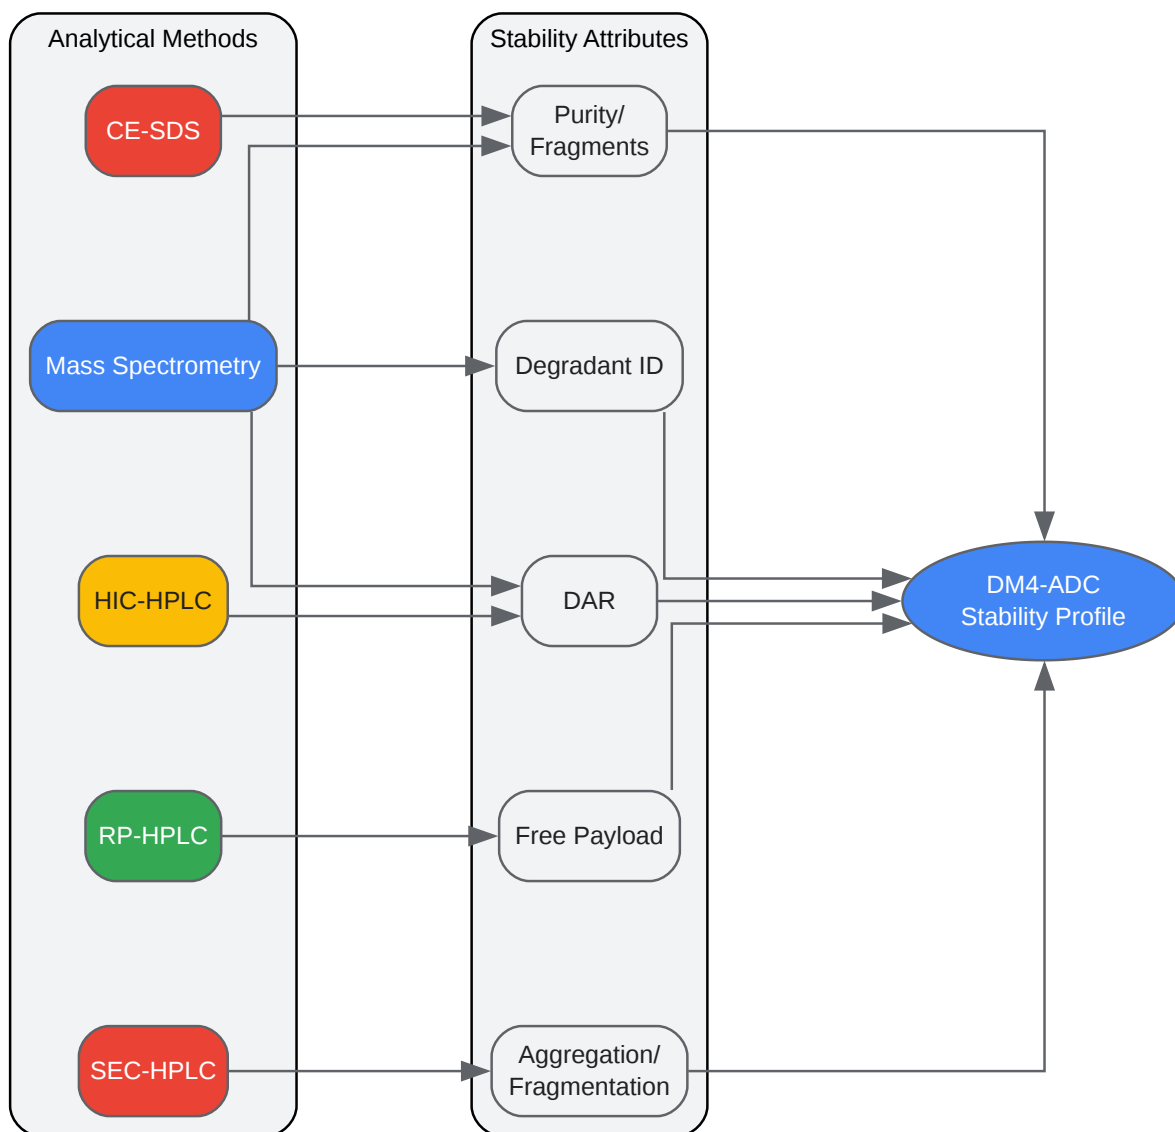 Analytical Methods
Stability Attributes
CE-SDS
Purity/
Fragments
Mass Spectrometry
Degradant ID
HIC-HPLC
DAR
DM4-ADC
Stability Profile
RP-HPLC
Free Payload
SEC-HPLC
Aggregation/
Fragmentation